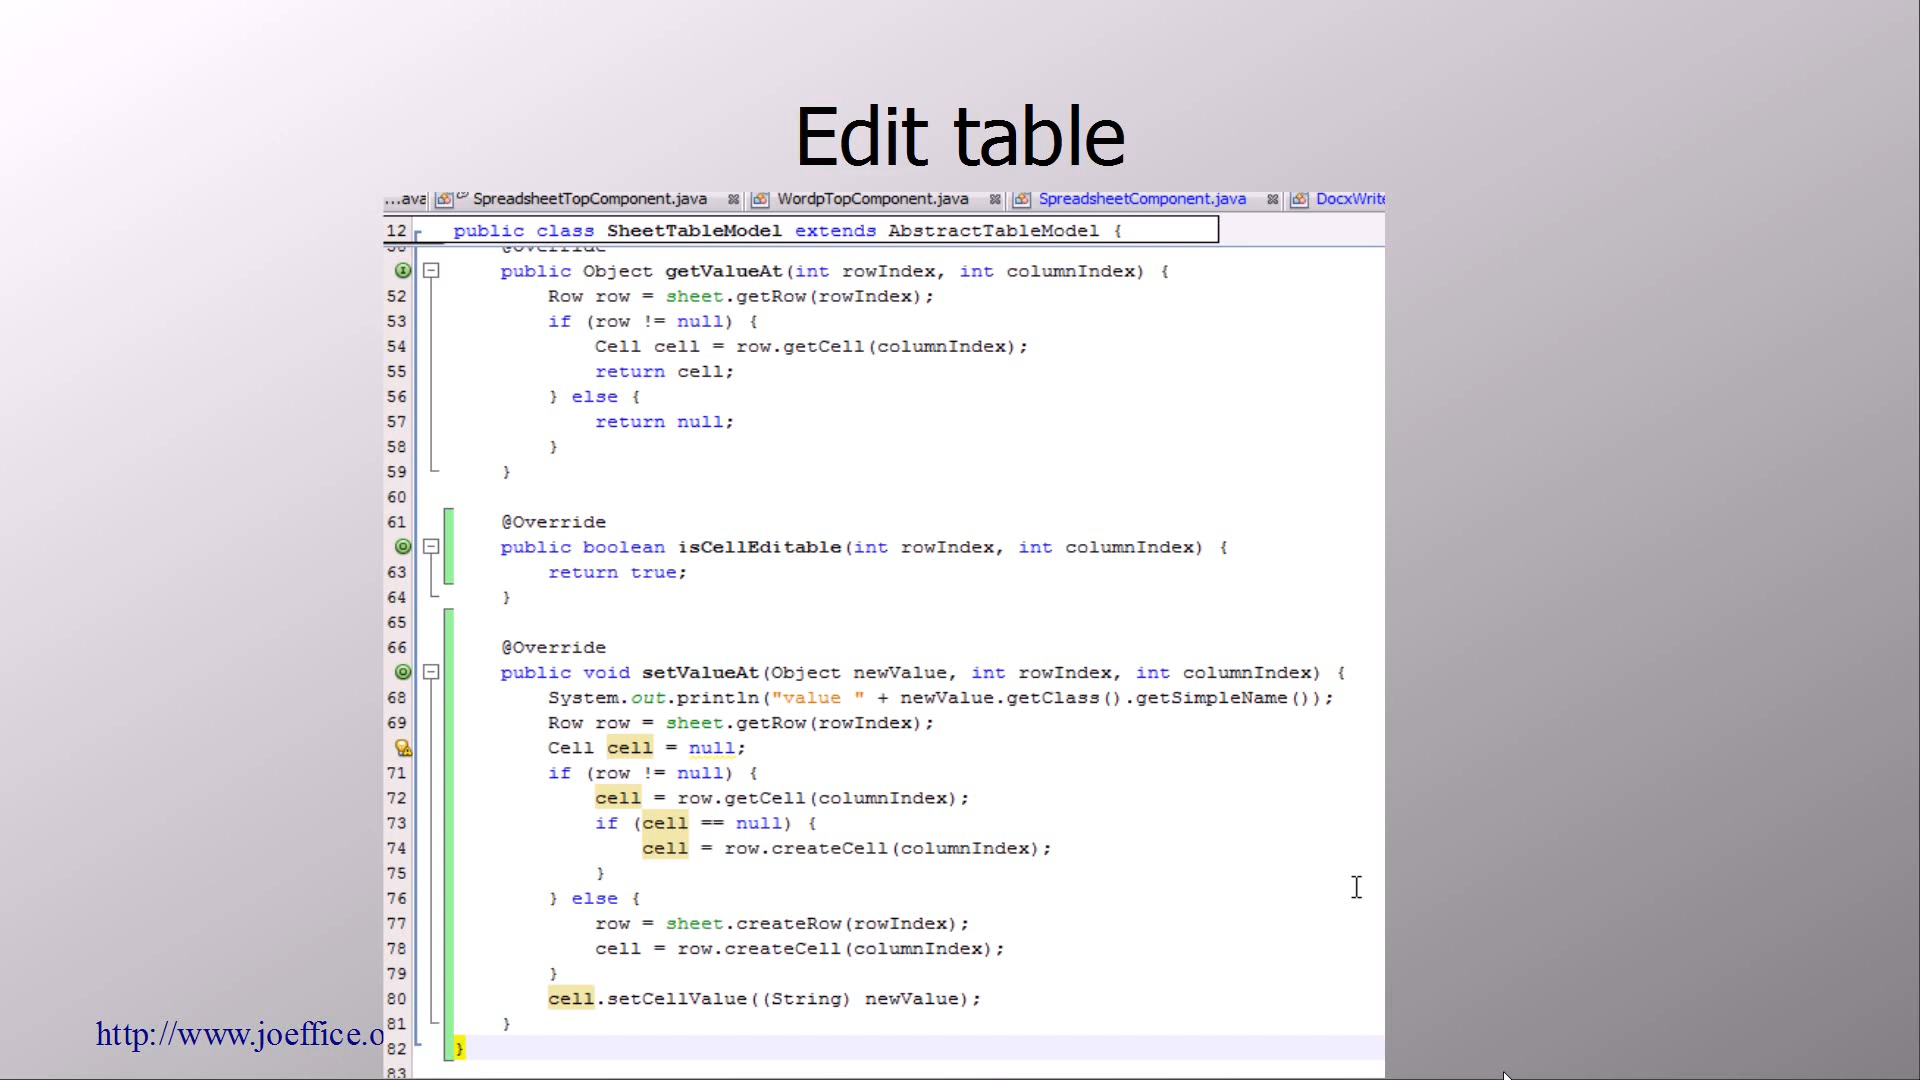 Edit table
...ava SpreadsheetTopComponent.java WordpTopComponent.java SpreadsheetComponent.java DocxWrite
12 public class SheetTableModel extends AbstractTableModel {
@Override
public Object getValueAt(int rowIndex, int columnIndex) {
52 Row row = sheet.getRow(rowIndex);
53 if (row != null) {
54 Cell cell = row.getCell(columnIndex);
55 return cell;
56 } else {
57 return null;
58 }
59 }
60
61 @Override
public boolean isCellEditable(int rowIndex, int columnIndex) {
63 return true;
64 }
65
66 @Override
public void setValueAt(Object newValue, int rowIndex, int columnIndex) {
68 System.out.println("value " + newValue.getClass().getSimpleName());
69 Row row = sheet.getRow(rowIndex);
Cell cell = null;
71 if (row != null) {
72 cell = row.getCell(columnIndex);
73 if (cell == null) {
74 cell = row.createCell(columnIndex);
75 }
76 } else {
77 row = sheet.createRow(rowIndex);
78 cell = row.createCell(columnIndex);
79 }
80 cell.setCellValue((String) newValue);
81 }
82 }
83
http://www.joeffice.o